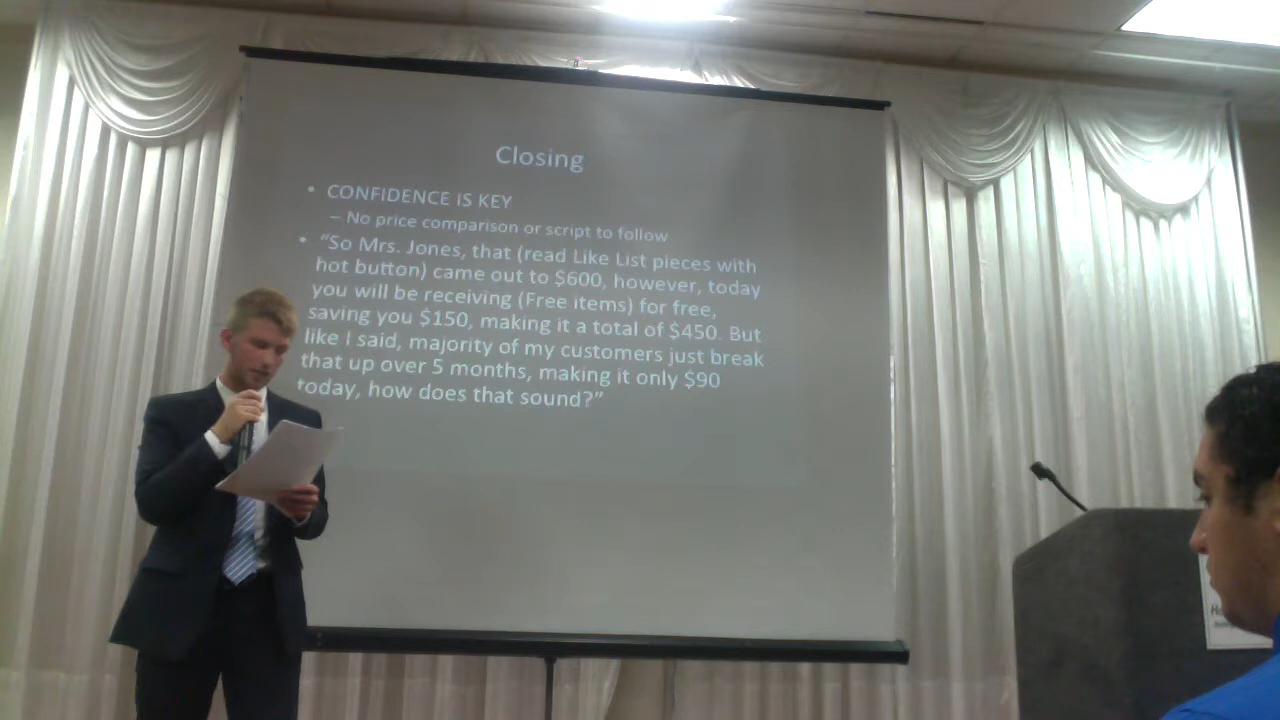 Closing
• CONFIDENCE IS KEY
– No price comparison or script to follow
• “So Mrs. Jones, that (read Like List pieces with
hot button) came out to $600, however, today
you will be receiving (Free items) for free,
saving you $150, making it a total of $450. But
like I said, majority of my customers just break
that up over 5 months, making it only $90
today, how does that sound?”